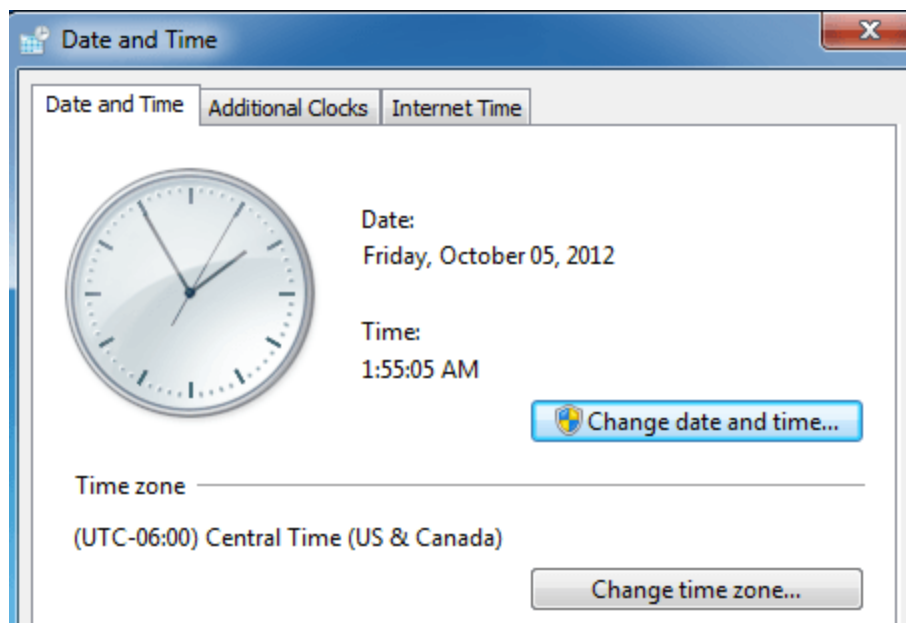 Date and Time
Date and Time
Additional Clocks
Internet Time
Date:
Friday, October 05, 2012
Time:
1:55:05 AM
Change date and time...
Time zone
(UTC-06:00) Central Time (US & Canada)
Change time zone...